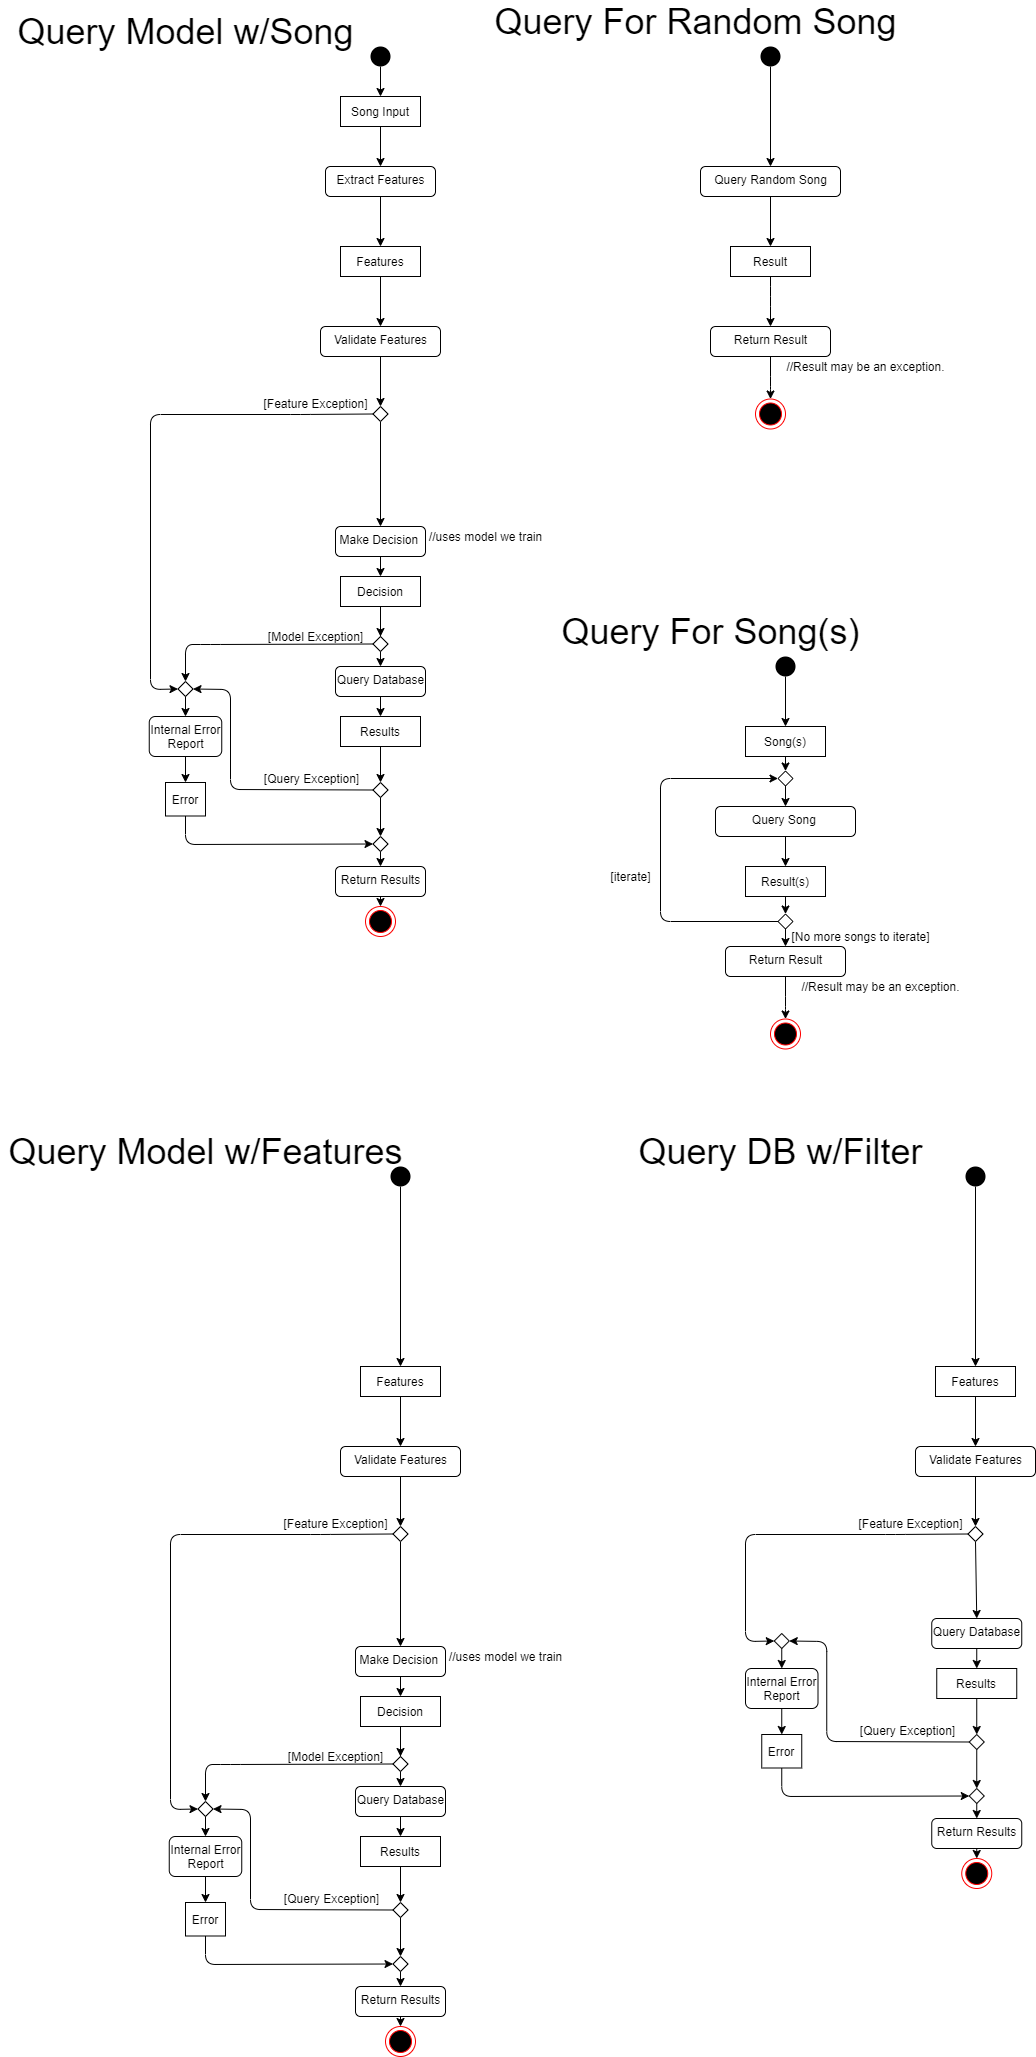 Query Model w/Song
Song Input
Extract Features
Features
Validate Features
[Feature Exception]
Make Decision
//uses model we train
Decision
[Model Exception]
Query Database
Internal Error
Report
Results
[Query Exception]
Error
Return Results
Query For Random Song
Query Random Song
Result
Return Result
//Result may be an exception.
Query For Song(s)
Song(s)
Query Song
[iterate]
Result(s)
[No more songs to iterate]
Return Result
//Result may be an exception.
Query Model w/Features
Features
Validate Features
[Feature Exception]
Make Decision
//uses model we train
Decision
[Model Exception]
Query Database
Internal Error
Report
Results
[Query Exception]
Error
Return Results
Query DB w/Filter
Features
Validate Features
[Feature Exception]
Query Database
Internal Error
Report
Results
[Query Exception]
Error
Return Results